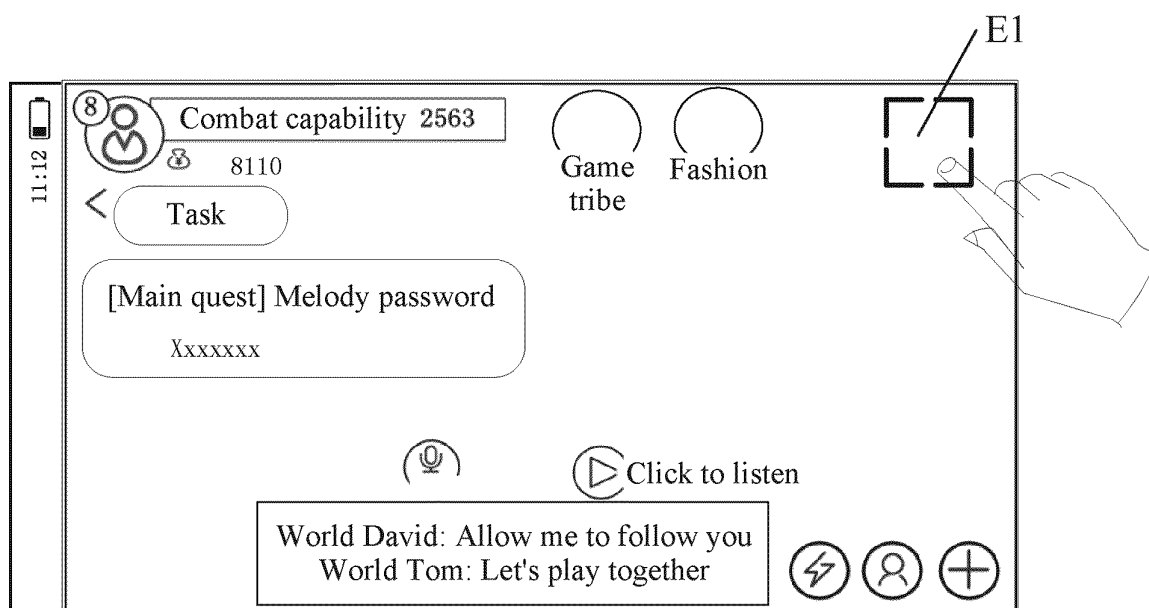 E1
11:12
8
Combat capability 2563
8110
Game
tribe
Fashion
Task
[Main quest] Melody password
Xxxxxxx
Click to listen
World David: Allow me to follow you
World Tom: Let's play together